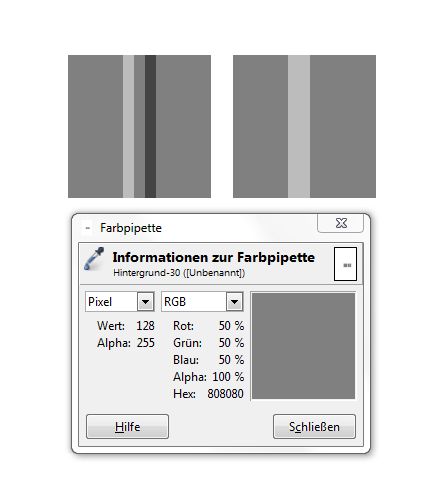 Farbpipette
Informationen zur Farbpipette
Hintergrund-30 ([Unbenannt])
Pixel RGB
Wert: 128 Rot: 50 %
Alpha: 255 Grün: 50 %
Blau: 50 %
Alpha: 100 %
Hex: 808080
Hilfe Schließen